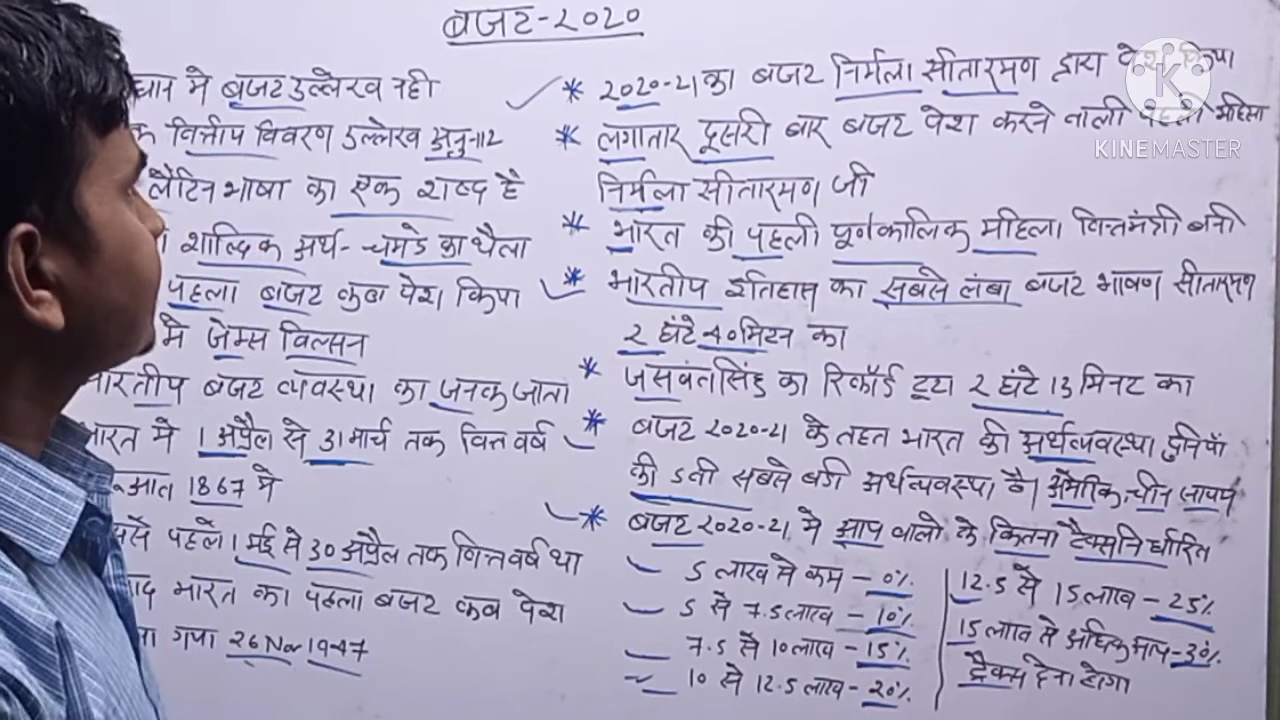 बजट-2020
में बजट उल्लेख नही
वित्तीय विवरण उल्लेख अनु-112
लैटिन भाषा का एक शब्द है
शाब्दिक अर्थ - चमडे का थैला
पहला बजट कब पेश किया
मे जेम्स विल्सन
भारतीय बजट व्यवस्था का जनक जाता
भारत मे 1 अप्रैल से 31 मार्च तक वित्त वर्ष
1867 मे
पहले 1 मई से 30 अप्रैल तक वित्त वर्ष था
भारत का पहला बजट कब पेश
गया 26 Nov 1947
* 2020-21 का बजट निर्मला सीतारमण द्वारा पेश किया
* लगातार दूसरी बार बजट पेश करने वाली पहली महिला
निर्मला सीतारमण जी
* भारत की पहली पूर्णकालिक महिला वित्तमंत्री बनी
* भारतीय इतिहास का सबसे लंबा बजट भाषण सीतारमण
2 घंटे 40 मिटन का
* जसवंत सिंह का रिकॉर्ड टूटा 2 घंटे 13 मिनट का
* बजट 2020-21 के तहत भारत की अर्थव्यवस्था दुनियाँ
की 5वी सबसे बडी अर्थव्यवस्था है। अमेरिक, चीन, जापान
* बजट 2020-21 मे आय वालो के कितना टैक्स निर्धारित
5 लाख से कम - 0%
5 से 7.5 लाख - 10%
7.5 से 10 लाख - 15%
10 से 12.5 लाख - 20%
12.5 से 15 लाख - 25%
15 लाख से अधिक आय - 30%
टैक्स देना होगा
K
KINEMASTER